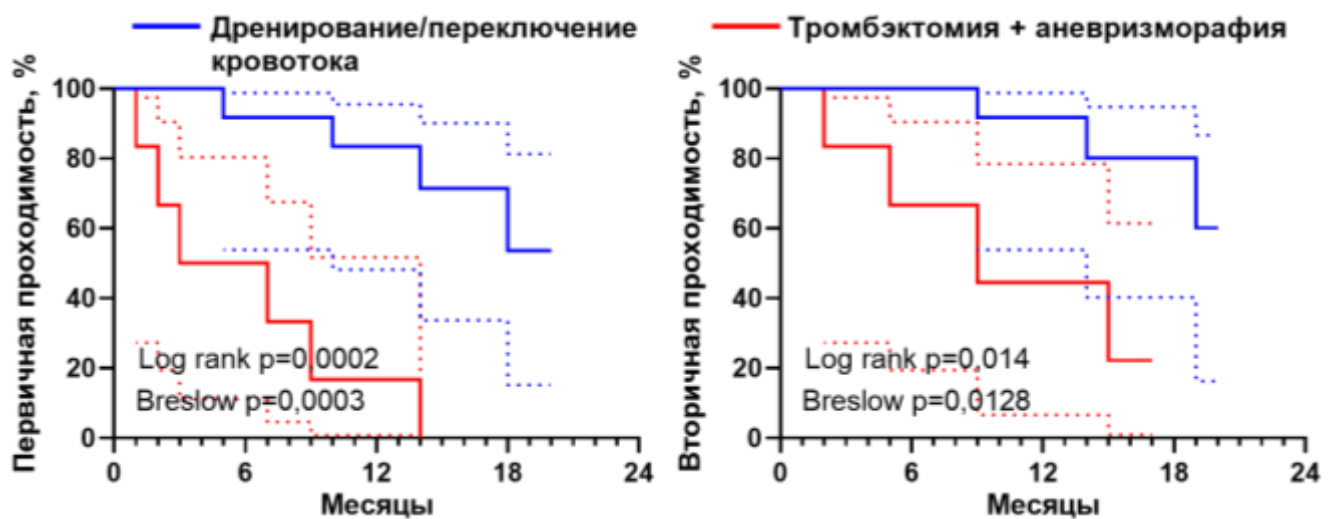 Дренирование/переключение
кровотока
Тромбэктомия + аневризморафия
Первичная проходимость, %
100
80
60
40
20
0
Log rank p=0,0002
Breslow p=0,0003
0 6 12 18 24
Месяцы
Вторичная проходимость, %
100
80
60
40
20
0
Log rank p=0,014
Breslow p=0,0128
0 6 12 18 24
Месяцы